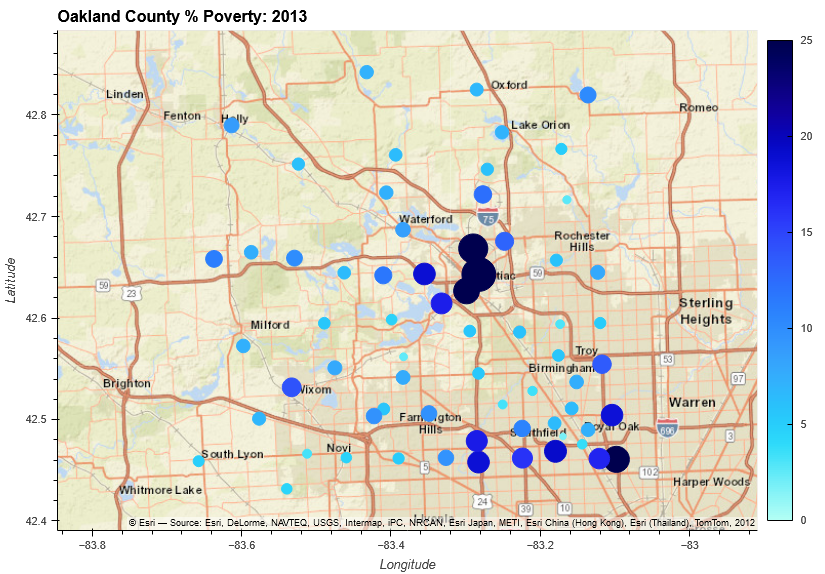 Oakland County % Poverty: 2013
25
20
15
10
5
0
42.8
42.7
42.6
42.5
42.4
Latitude
−83.8
−83.6
−83.4
−83.2
−83
Longitude
Linden
Fenton
Holly
Oxford
Lake Orion
Romeo
Waterford
75
Rochester
Hills
59
23
59
Sterling
Heights
Milford
Troy
53
Birmingham
97
Brighton
Wixom
Warren
Farmington
Hills
Southfield
Royal Oak
696
3
South Lyon
Novi
5
102
Harper Woods
Whitmore Lake
24
39
10
Livonia
© Esri — Source: Esri, DeLorme, NAVTEQ, USGS, Intermap, iPC, NRCAN, Esri Japan, METI, Esri China (Hong Kong), Esri (Thailand), TomTom, 2012